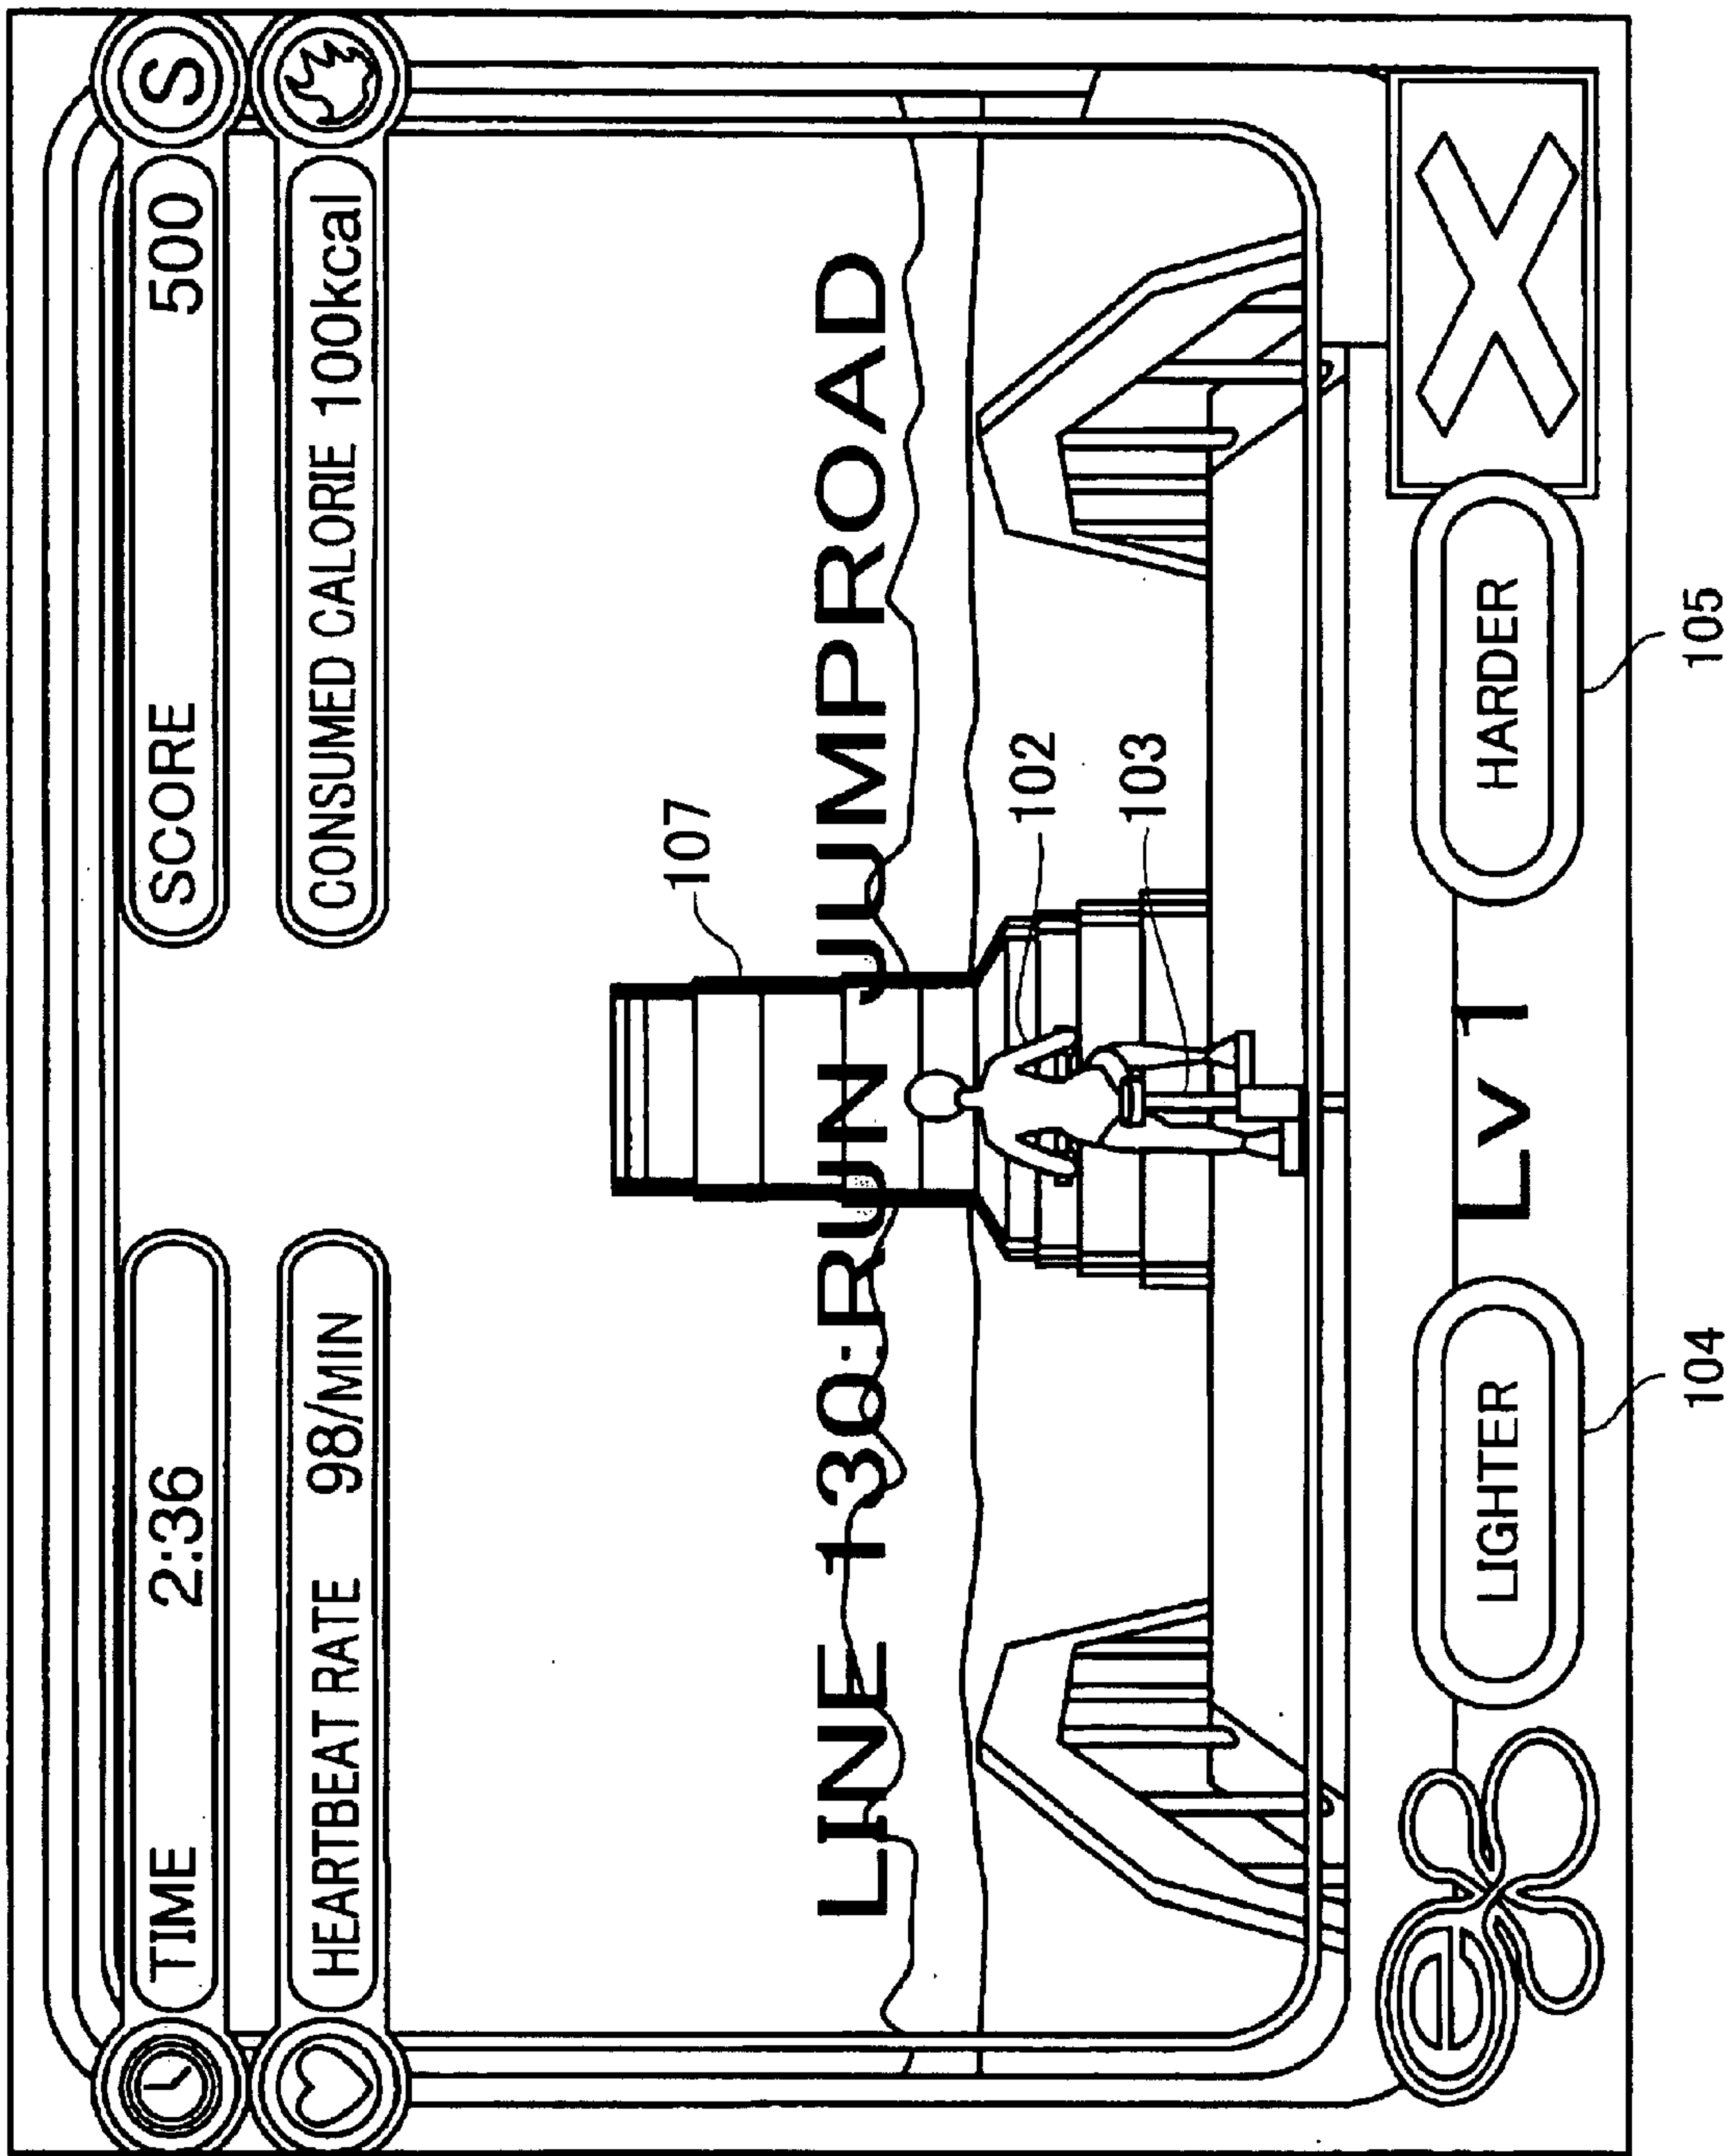 TIME 2:36
SCORE 500
S
HEARTBEAT RATE 98/MIN
CONSUMED CALORIE 100kcal
107
LINE 130:RUN JUMPROAD
102
103
e
LIGHTER
Lv 1
HARDER
X
104
105